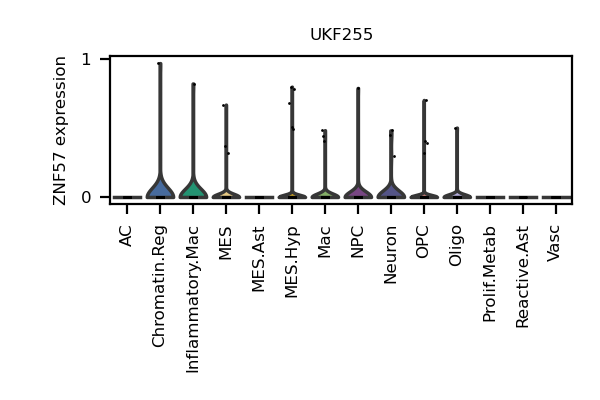 UKF255
ZNF57 expression
1
0
AC
Chromatin.Reg
Inflammatory.Mac
MES
MES.Ast
MES.Hyp
Mac
NPC
Neuron
OPC
Oligo
Prolif.Metab
Reactive.Ast
Vasc